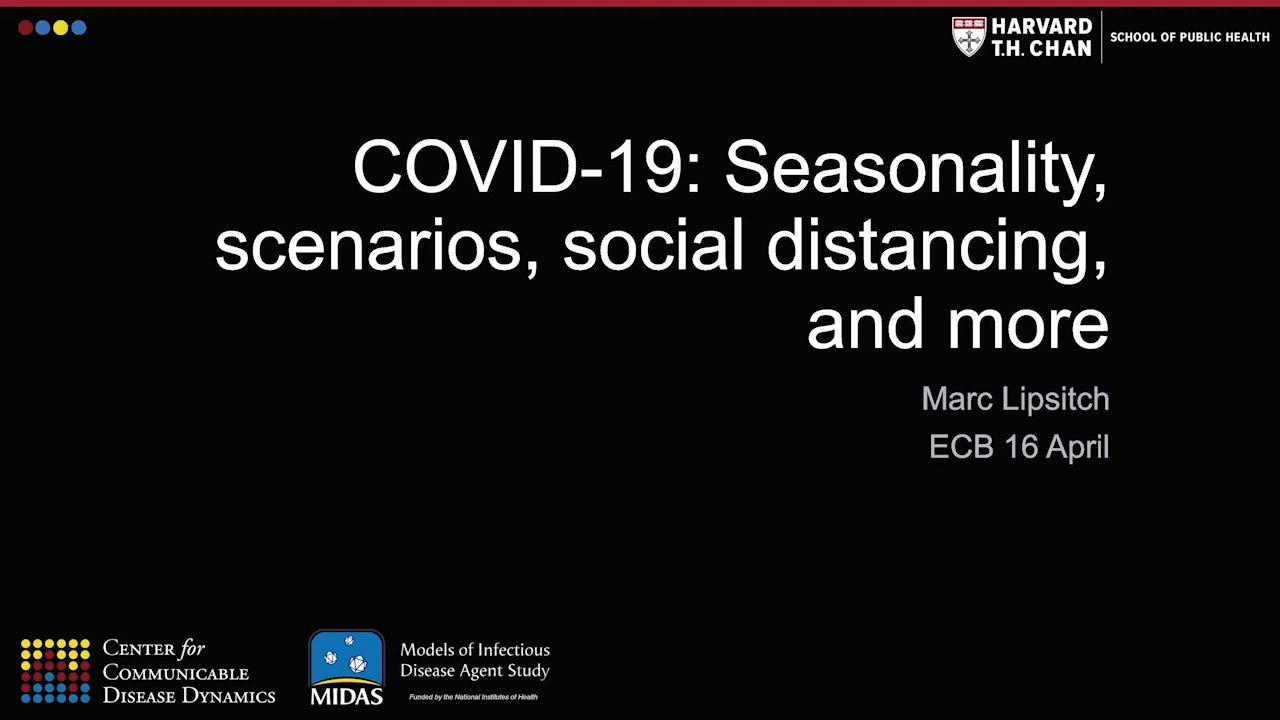 HARVARD
T.H. CHAN
SCHOOL OF PUBLIC HEALTH
COVID-19: Seasonality,
scenarios, social distancing,
and more
Marc Lipsitch
ECB 16 April
CENTER for
COMMUNICABLE
DISEASE DYNAMICS
MIDAS
Models of Infectious
Disease Agent Study
Funded by the National Institutes of Health